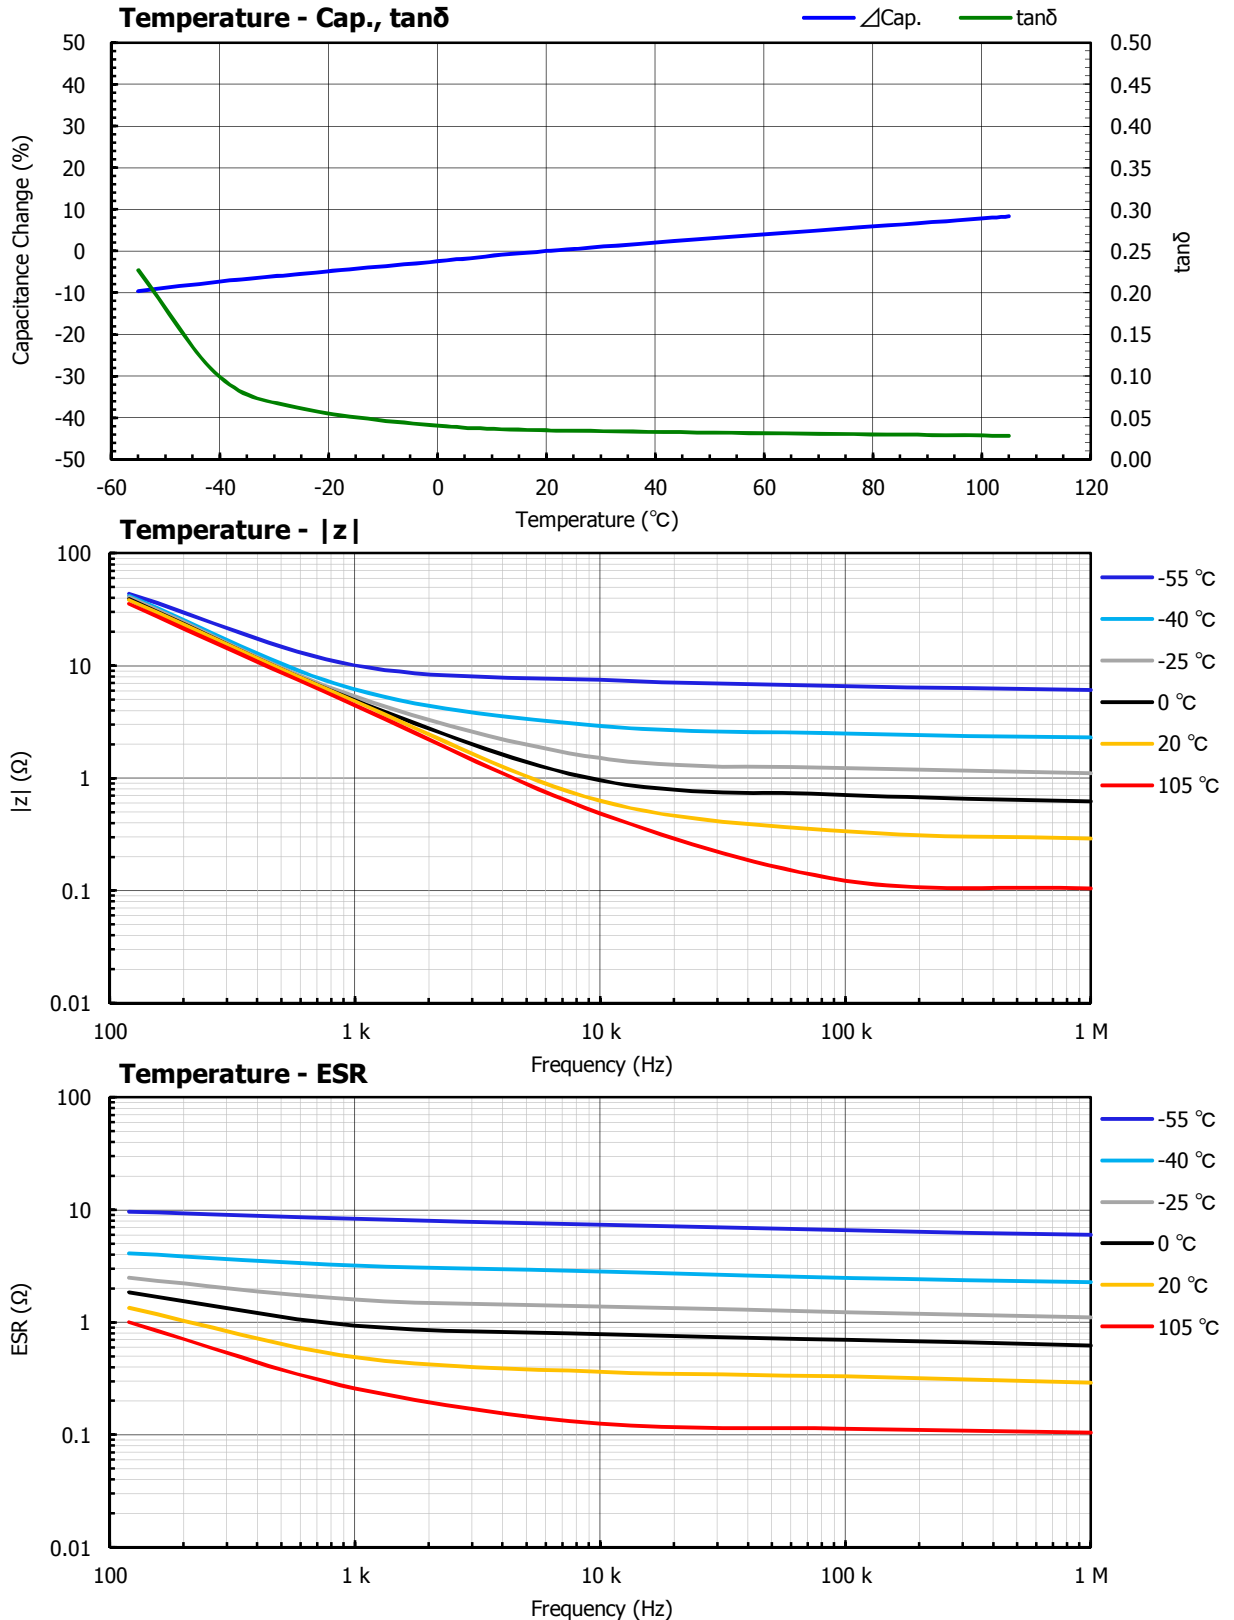 Temperature - Cap., tanδ
⊿Cap.
tanδ
50
40
30
20
10
0
-10
-20
-30
-40
-50
Capacitance Change (%)
0.50
0.45
0.40
0.35
0.30
0.25
0.20
0.15
0.10
0.05
0.00
tanδ
-60
-40
-20
0
20
40
60
80
100
120
Temperature (℃)
Temperature - |z|
100
10
1
0.1
0.01
|z| (Ω)
-55 ℃
-40 ℃
-25 ℃
0 ℃
20 ℃
105 ℃
100
1 k
10 k
100 k
1 M
Frequency (Hz)
Temperature - ESR
100
10
1
0.1
0.01
ESR (Ω)
-55 ℃
-40 ℃
-25 ℃
0 ℃
20 ℃
105 ℃
100
1 k
10 k
100 k
1 M
Frequency (Hz)